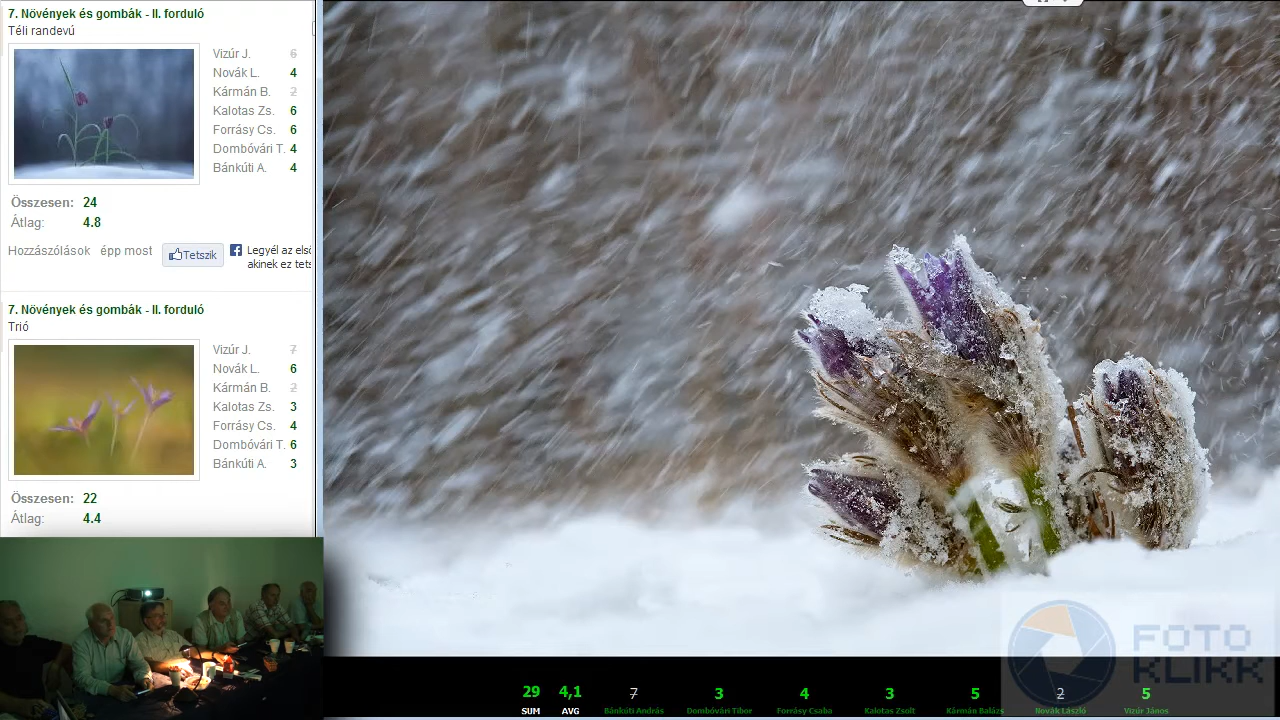 7. Növények és gombák - II. forduló
Téli randevú
Vizúr J. 6
Novák L. 4
Kármán B. 2
Kalotas Zs. 6
Forrásy Cs. 6
Dombóvári T. 4
Bánkúti A. 4
Összesen: 24
Átlag: 4.8
Hozzászólások épp most Tetszik Legyél az első
akinek ez tets
7. Növények és gombák - II. forduló
Trió
Vizúr J. 7
Novák L. 6
Kármán B. 2
Kalotas Zs. 3
Forrásy Cs. 4
Dombóvári T. 6
Bánkúti A. 3
Összesen: 22
Átlag: 4.4
FOTO
KLIKK
29 4,1 7 3 4 3 5 2 5
SUM AVG Bánkúti András Dombóvári Tibor Forrásy Csaba Kalotas Zsolt Kármán Balázs Novák László Vizúr János